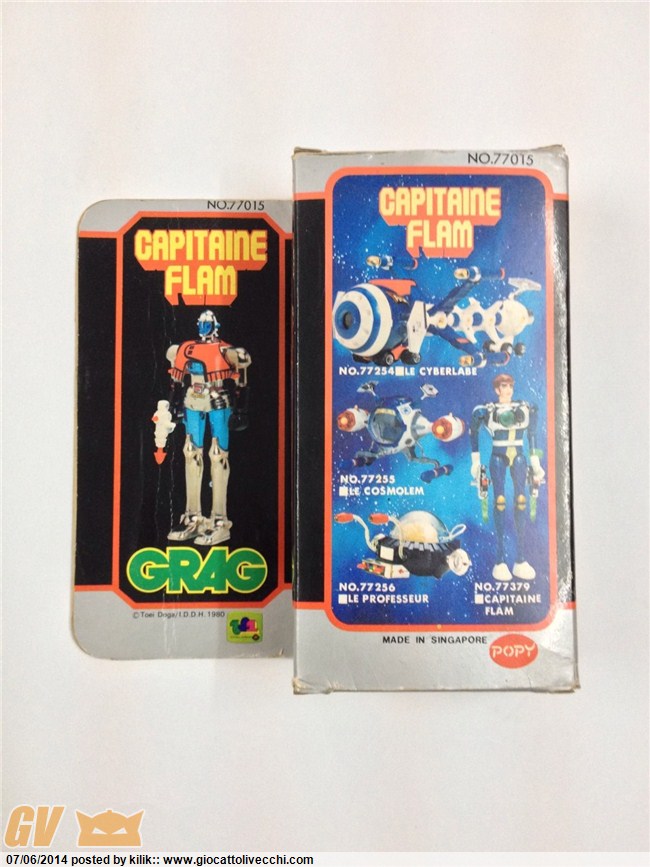 NO.77015
CAPITAINE
FLAM
GRAG
© Toei Doga/I.D.D.H. 1980
NO.77015
CAPITAINE
FLAM
NO.77254 LE CYBERLABE
NO.77255
LE COSMOLEM
NO.77256
LE PROFESSEUR
NO.77379
CAPITAINE
FLAM
MADE IN SINGAPORE
POPY
GV
07/06/2014 posted by kilik:: www.giocattolivecchi.com